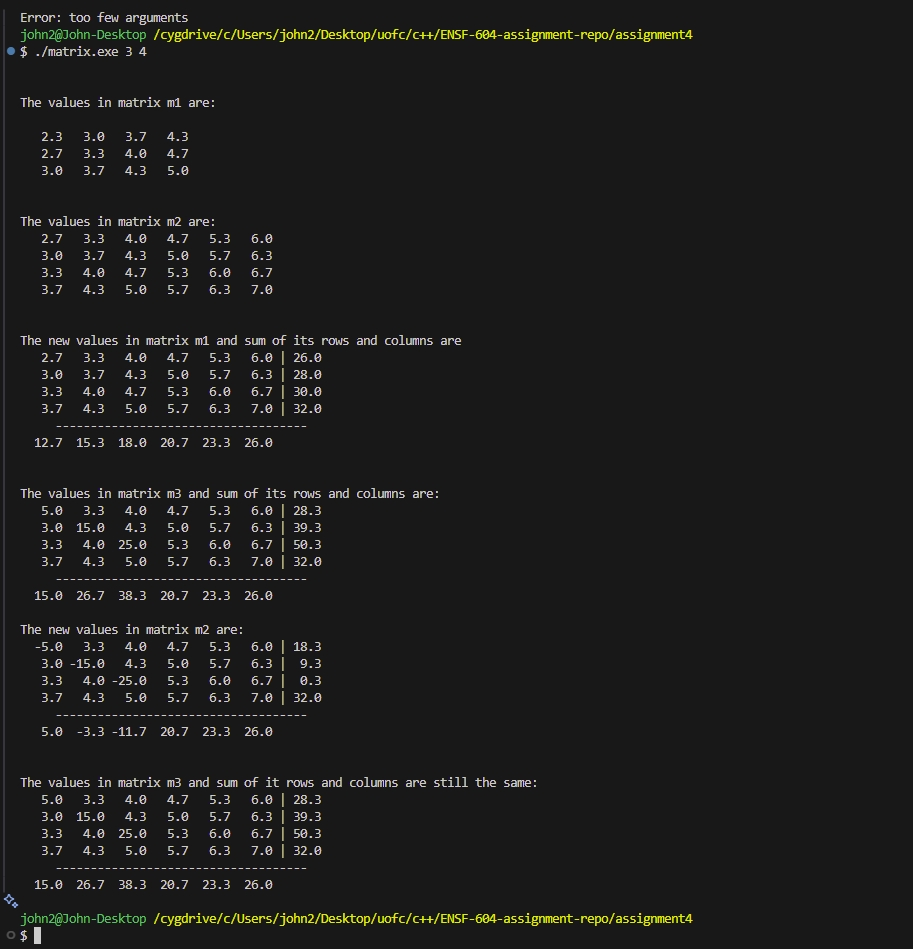 Error: too few arguments
john2@John-Desktop /cygdrive/c/Users/john2/Desktop/uofc/c++/ENSF-604-assignment-repo/assignment4
$ ./matrix.exe 3 4
The values in matrix m1 are:
2.3 3.0 3.7 4.3
2.7 3.3 4.0 4.7
3.0 3.7 4.3 5.0
The values in matrix m2 are:
2.7 3.3 4.0 4.7 5.3 6.0
3.0 3.7 4.3 5.0 5.7 6.3
3.3 4.0 4.7 5.3 6.0 6.7
3.7 4.3 5.0 5.7 6.3 7.0
The new values in matrix m1 and sum of its rows and columns are
2.7 3.3 4.0 4.7 5.3 6.0 | 26.0
3.0 3.7 4.3 5.0 5.7 6.3 | 28.0
3.3 4.0 4.7 5.3 6.0 6.7 | 30.0
3.7 4.3 5.0 5.7 6.3 7.0 | 32.0
------------------------------------
12.7 15.3 18.0 20.7 23.3 26.0
The values in matrix m3 and sum of its rows and columns are:
5.0 3.3 4.0 4.7 5.3 6.0 | 28.3
3.0 15.0 4.3 5.0 5.7 6.3 | 39.3
3.3 4.0 25.0 5.3 6.0 6.7 | 50.3
3.7 4.3 5.0 5.7 6.3 7.0 | 32.0
------------------------------------
15.0 26.7 38.3 20.7 23.3 26.0
The new values in matrix m2 are:
-5.0 3.3 4.0 4.7 5.3 6.0 | 18.3
3.0 -15.0 4.3 5.0 5.7 6.3 | 9.3
3.3 4.0 -25.0 5.3 6.0 6.7 | 0.3
3.7 4.3 5.0 5.7 6.3 7.0 | 32.0
------------------------------------
5.0 -3.3 -11.7 20.7 23.3 26.0
The values in matrix m3 and sum of it rows and columns are still the same:
5.0 3.3 4.0 4.7 5.3 6.0 | 28.3
3.0 15.0 4.3 5.0 5.7 6.3 | 39.3
3.3 4.0 25.0 5.3 6.0 6.7 | 50.3
3.7 4.3 5.0 5.7 6.3 7.0 | 32.0
------------------------------------
15.0 26.7 38.3 20.7 23.3 26.0
john2@John-Desktop /cygdrive/c/Users/john2/Desktop/uofc/c++/ENSF-604-assignment-repo/assignment4
$